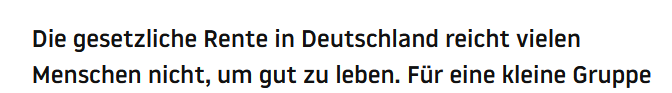 Die gesetzliche Rente in Deutschland reicht vielen
Menschen nicht, um gut zu leben. Für eine kleine Gruppe